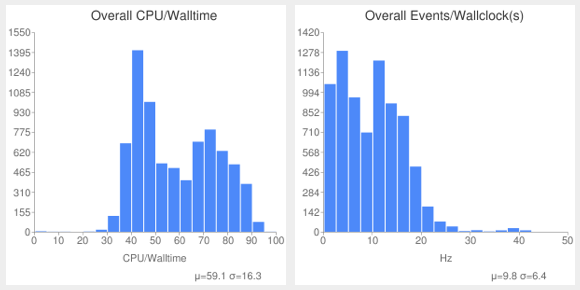 Overall CPU/Walltime
1550
1395
1240
1085
930
775
620
465
310
155
0
0 10 20 30 40 50 60 70 80 90 100
CPU/Walltime
μ=59.1 σ=16.3
Overall Events/Wallclock(s)
1420
1278
1136
994
852
710
568
426
284
142
0
0 10 20 30 40 50
Hz
μ=9.8 σ=6.4